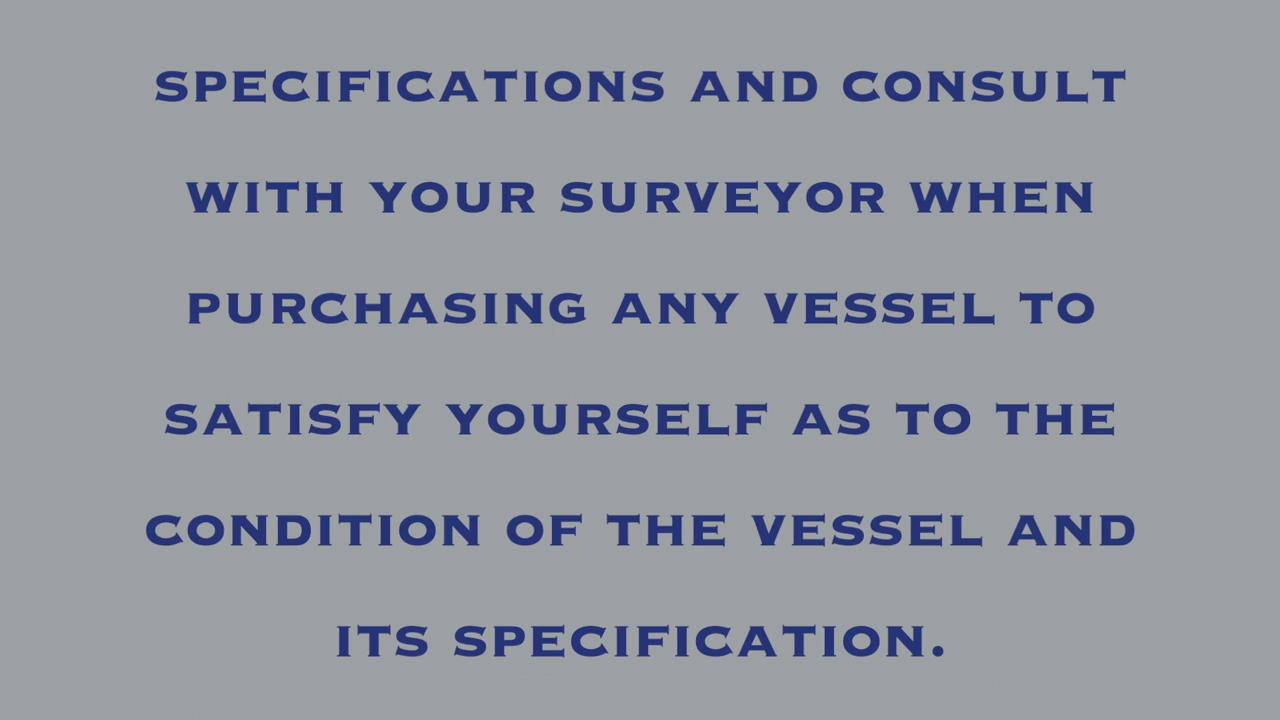 SPECIFICATIONS AND CONSULT
WITH YOUR SURVEYOR WHEN
PURCHASING ANY VESSEL TO
SATISFY YOURSELF AS TO THE
CONDITION OF THE VESSEL AND
ITS SPECIFICATION.